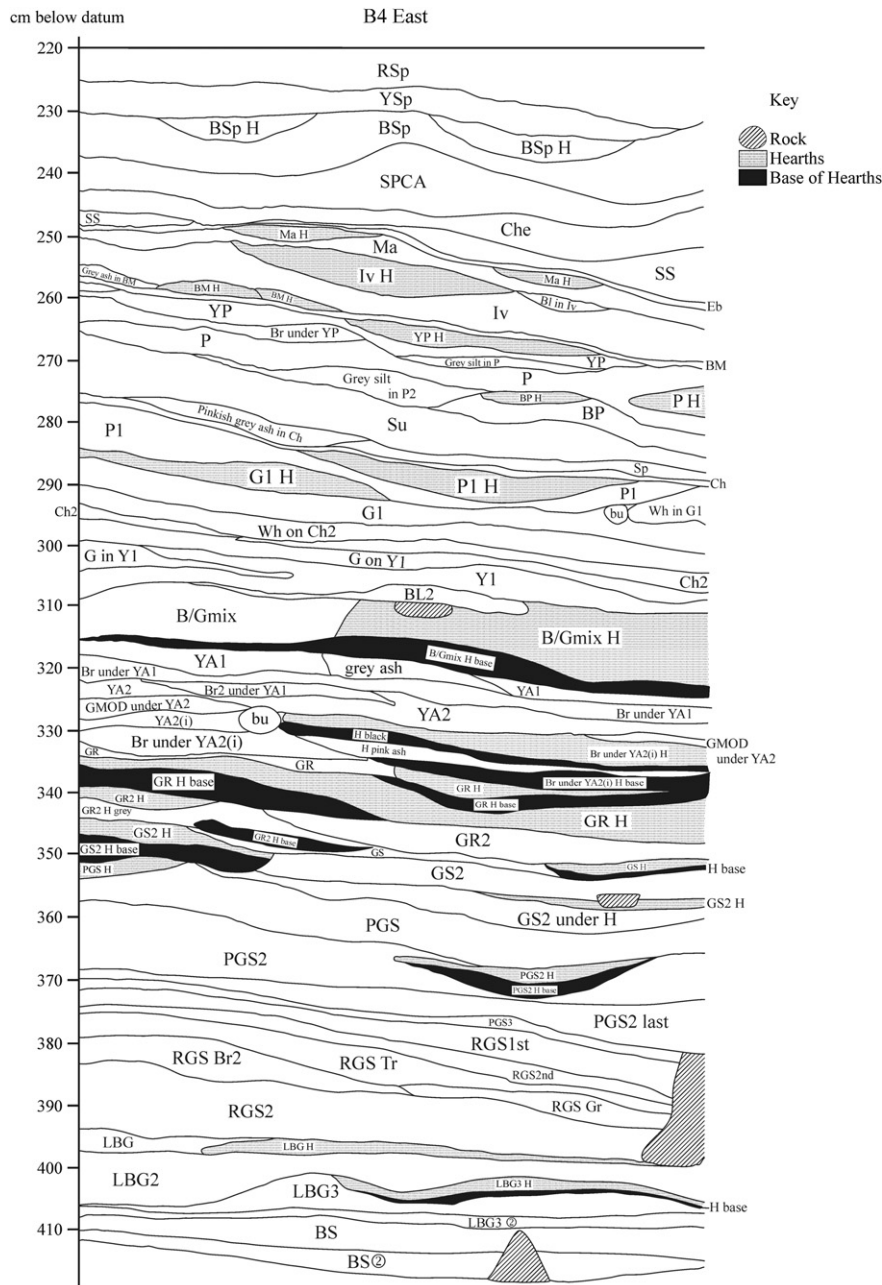 cm below datum
B4 East
220
RSp
YSp
Key
230
BSp H
BSp
BSp H
Rock
Hearths
Base of Hearths
240
SPCA
SS
Che
250
Ma H
Ma
SS
Iv H
Ma H
Grey ash in BM
BM H
BM H
Bl in Iv
Eb
260
YP
Iv
Br under YP
YP H
P
270
Grey silt in P
YP
BM
Grey silt
in P2
P
BP H
P H
BP
280
Pinkish grey ash in Ch
Su
P1
Sp
G1 H
P1 H
Ch
290
P1
Ch2
G1
bu
Wh in G1
Wh on Ch2
300
G in Y1
G on Y1
Y1
Ch2
BL2
310
B/Gmix
B/Gmix H
B/Gmix H base
320
YA1
grey ash
Br under YA1
YA1
YA2
Br2 under YA1
GMOD under YA2
YA2
Br under YA1
YA2(i)
bu
330
H black
Br under YA2(i)
H pink ash
Br under YA2(i) H
GMOD
under YA2
GR
GR
GR H base
GR H
Br under YA2(i) H base
340
GR2 H
GR H base
GR2 H grey
GR H
GS2 H
GR2 H base
GR2
GS2 H base
GS
350
PGS H
GS2
GS H
H base
GS2 H
360
PGS
GS2 under H
PGS2
PGS2 H
370
PGS2 H base
PGS3
PGS2 last
RGS1st
380
RGS Br2
RGS Tr
RGS2nd
390
RGS2
RGS Gr
LBG
LBG H
400
LBG2
LBG3
LBG3 H
H base
LBG3 ②
410
BS
BS②